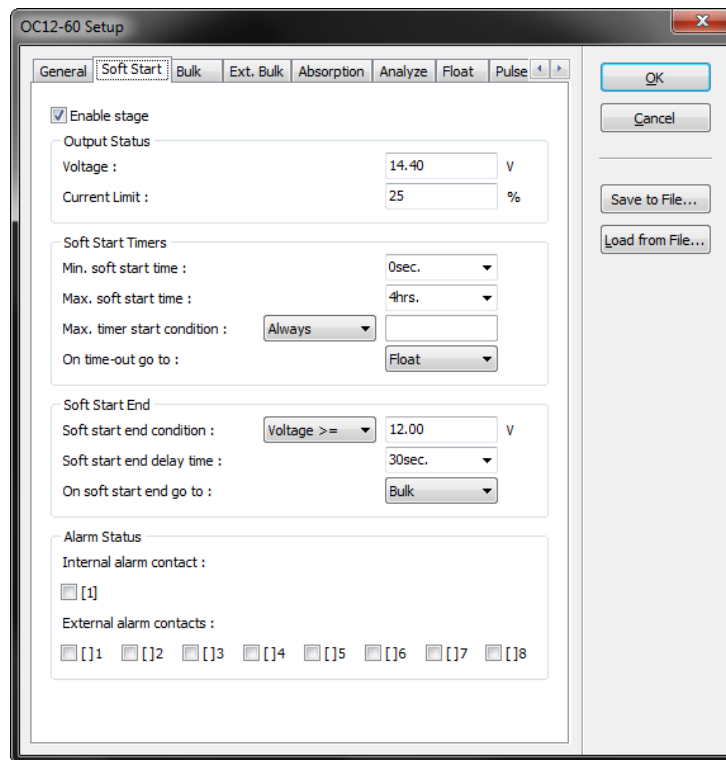 OC12-60 Setup
General Soft Start Bulk Ext. Bulk Absorption Analyze Float Pulse
OK
Cancel
Save to File...
Load from File...
Enable stage
Output Status
Voltage : 14.40 V
Current Limit : 25 %
Soft Start Timers
Min. soft start time : 0sec.
Max. soft start time : 4hrs.
Max. timer start condition : Always
On time-out go to : Float
Soft Start End
Soft start end condition : Voltage >= 12.00 V
Soft start end delay time : 30sec.
On soft start end go to : Bulk
Alarm Status
Internal alarm contact :
[1]
External alarm contacts :
[ ]1 [ ]2 [ ]3 [ ]4 [ ]5 [ ]6 [ ]7 [ ]8